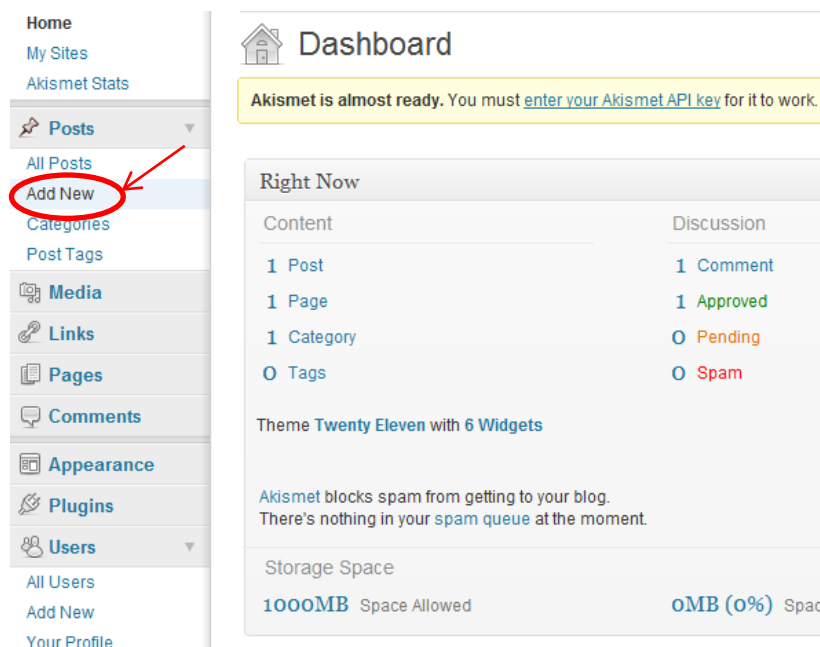 Home
My Sites
Akismet Stats
Posts
All Posts
Add New
Categories
Post Tags
Media
Links
Pages
Comments
Appearance
Plugins
Users
All Users
Add New
Your Profile
Dashboard
Akismet is almost ready. You must enter your Akismet API key for it to work.
Right Now
Content
1 Post
1 Page
1 Category
0 Tags
Discussion
1 Comment
1 Approved
0 Pending
0 Spam
Theme Twenty Eleven with 6 Widgets
Akismet blocks spam from getting to your blog.
There's nothing in your spam queue at the moment.
Storage Space
1000MB Space Allowed
0MB (0%)